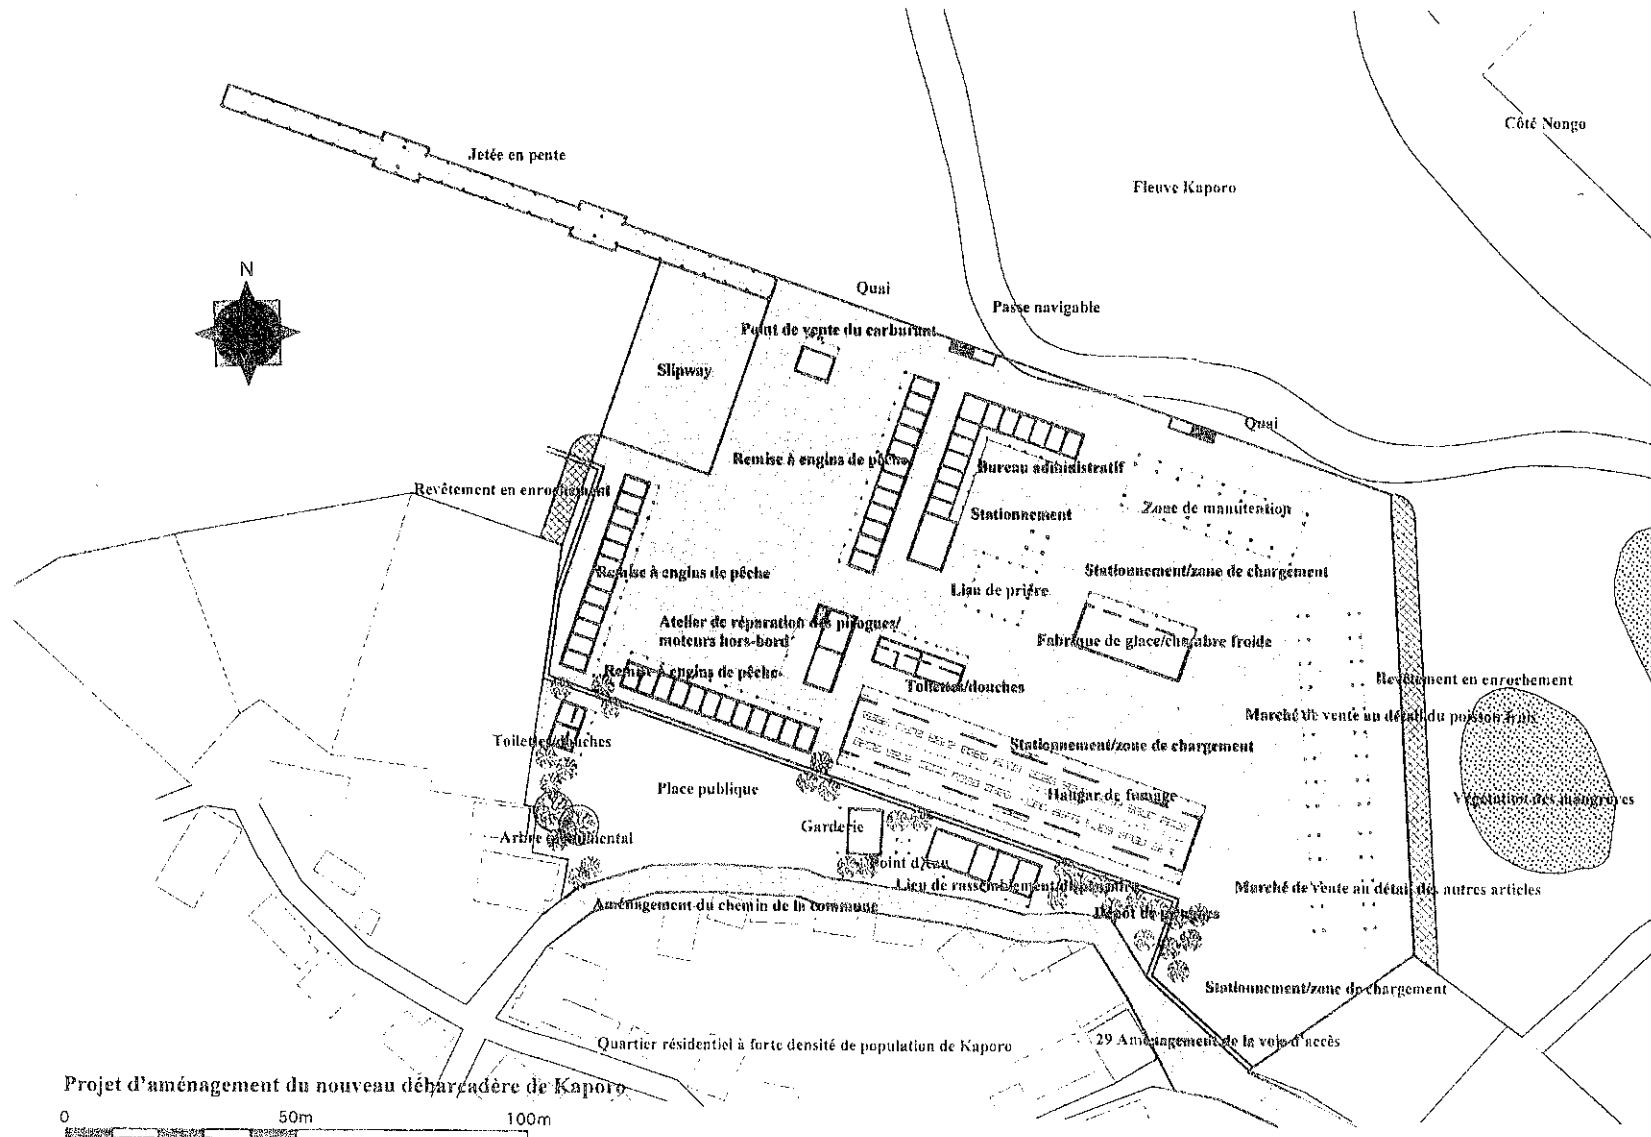 Côté Nongo
Jetée en pente
Fleuve Kaporo
N
Quai
Passe navigable
Point de vente du carburant
Slipway
Quai
Remise à engins de pêche
Bureau administratif
Revêtement en enrochement
Stationnement
Zone de manutention
Remise à engins de pêche
Stationnement/zone de chargement
Lieu de prière
Atelier de réparation des pirogues/
moteurs hors-bord
Fabrique de glace/chambre froide
Remise à engins de pêche
Toilettes/douches
Revêtement en enrochement
Marché de vente au détail du poisson frais
Toilettes/douches
Stationnement/zone de chargement
Place publique
Hangar de fumage
Végétation des mangroves
Garderie
Arbre monumental
Point d'eau
Lieu de rassemblement/
Marché de vente au détail des autres articles
Aménagement du chemin de la commune
Dépôt de
Stationnement/zone de chargement
Quartier résidentiel à forte densité de population de Kaporo
29 Aménagement de la voie d'accès
Projet d'aménagement du nouveau débarcadère de Kaporo
0 50m 100m